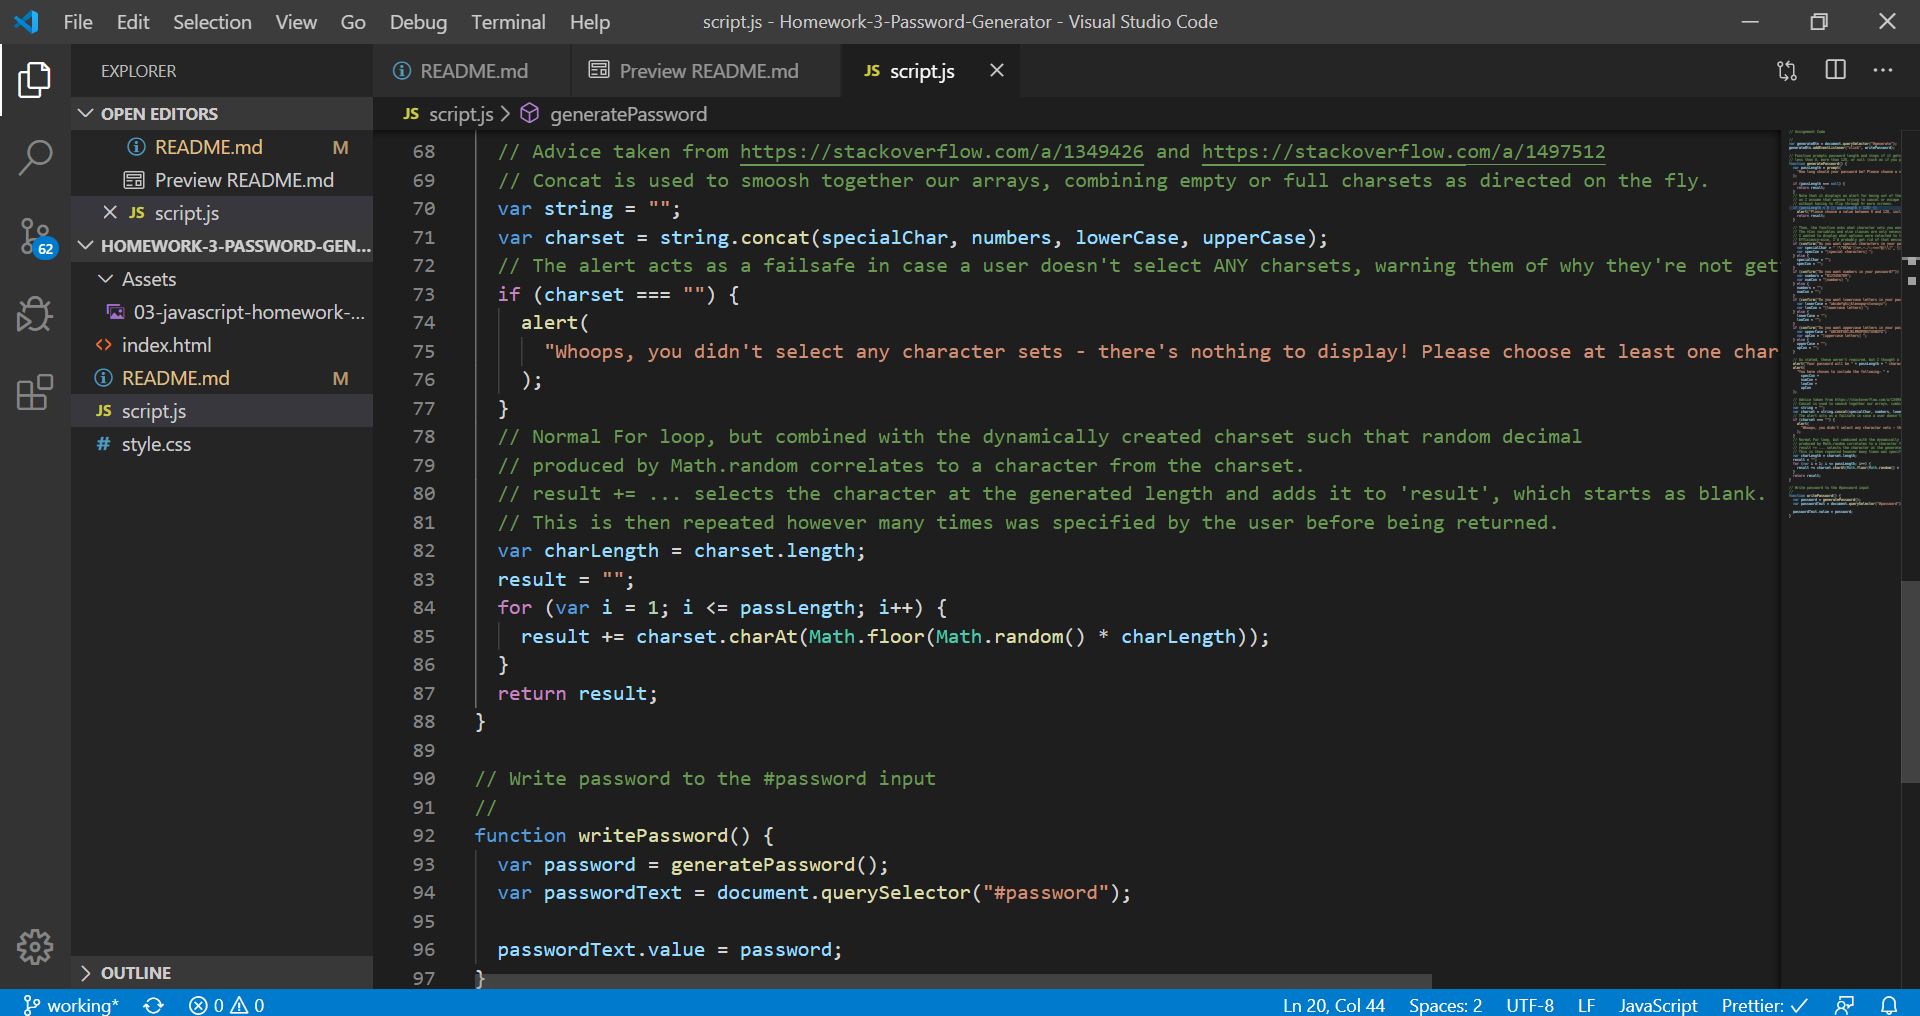 File Edit Selection View Go Debug Terminal Help
script.js - Homework-3-Password-Generator - Visual Studio Code
EXPLORER
OPEN EDITORS
README.md M
Preview README.md
JS script.js
HOMEWORK-3-PASSWORD-GEN...
Assets
03-javascript-homework-...
index.html
README.md M
JS script.js
# style.css
OUTLINE
62
README.md
Preview README.md
JS script.js
JS script.js > generatePassword
68 // Advice taken from https://stackoverflow.com/a/1349426 and https://stackoverflow.com/a/1497512
69 // Concat is used to smoosh together our arrays, combining empty or full charsets as directed on the fly.
70 var string = "";
71 var charset = string.concat(specialChar, numbers, lowerCase, upperCase);
72 // The alert acts as a failsafe in case a user doesn't select ANY charsets, warning them of why they're not get
73 if (charset === "") {
74 alert(
75 "Whoops, you didn't select any character sets - there's nothing to display! Please choose at least one char
76 );
77 }
78 // Normal For loop, but combined with the dynamically created charset such that random decimal
79 // produced by Math.random correlates to a character from the charset.
80 // result += ... selects the character at the generated length and adds it to 'result', which starts as blank.
81 // This is then repeated however many times was specified by the user before being returned.
82 var charLength = charset.length;
83 result = "";
84 for (var i = 1; i <= passLength; i++) {
85 result += charset.charAt(Math.floor(Math.random() * charLength));
86 }
87 return result;
88 }
89
90 // Write password to the #password input
91 //
92 function writePassword() {
93 var password = generatePassword();
94 var passwordText = document.querySelector("#password");
95
96 passwordText.value = password;
97 }
working* 0 0
Ln 20, Col 44 Spaces: 2 UTF-8 LF JavaScript Prettier: ✓